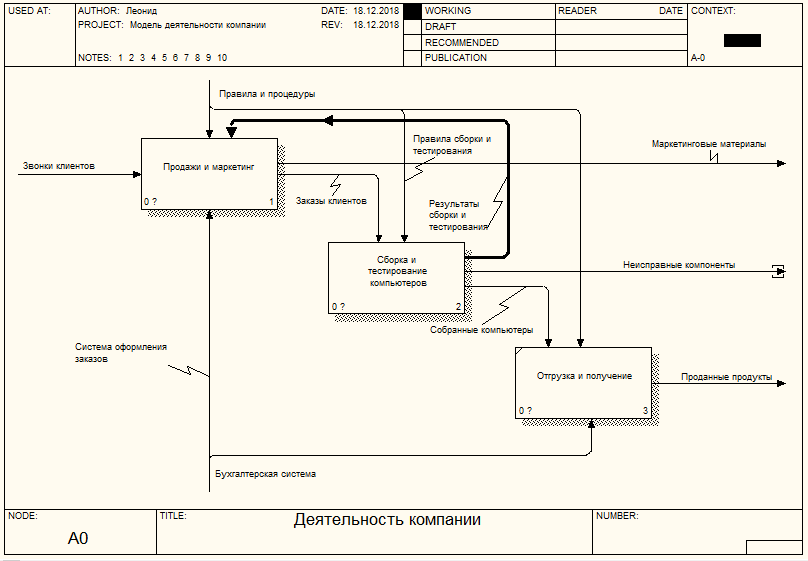 USED AT:
AUTHOR: Леонид
DATE: 18.12.2018
PROJECT: Модель деятельности компании
REV: 18.12.2018
NOTES: 1 2 3 4 5 6 7 8 9 10
WORKING
DRAFT
RECOMMENDED
PUBLICATION
READER
DATE
CONTEXT:
A-0
Правила и процедуры
Звонки клиентов
Продажи и маркетинг
0 ?
1
Правила сборки и
тестирования
Маркетинговые материалы
Заказы клиентов
Результаты
сборки и
тестирования
Сборка и
тестирование
компьютеров
0 ?
2
Неисправные компоненты
Собранные компьютеры
Система оформления
заказов
Отгрузка и получение
0 ?
3
Проданные продукты
Бухгалтерская система
NODE:
A0
TITLE:
Деятельность компании
NUMBER: